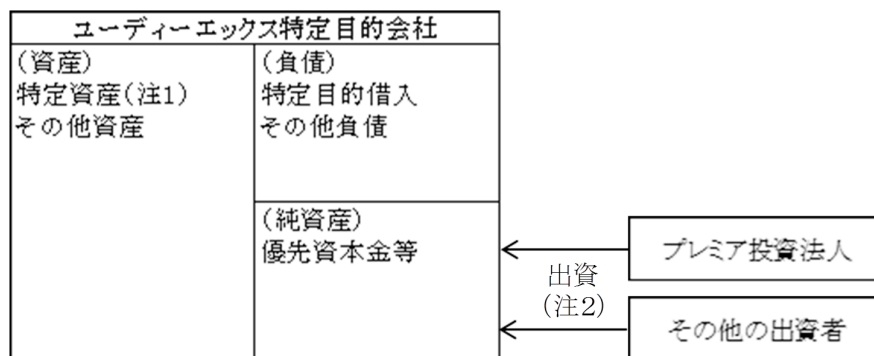 ユーディーエックス特定目的会社
(資産)
特定資産(注1)
その他資産
(負債)
特定目的借入
その他負債
(純資産)
優先資本金等
出資
(注2)
プレミア投資法人
その他の出資者